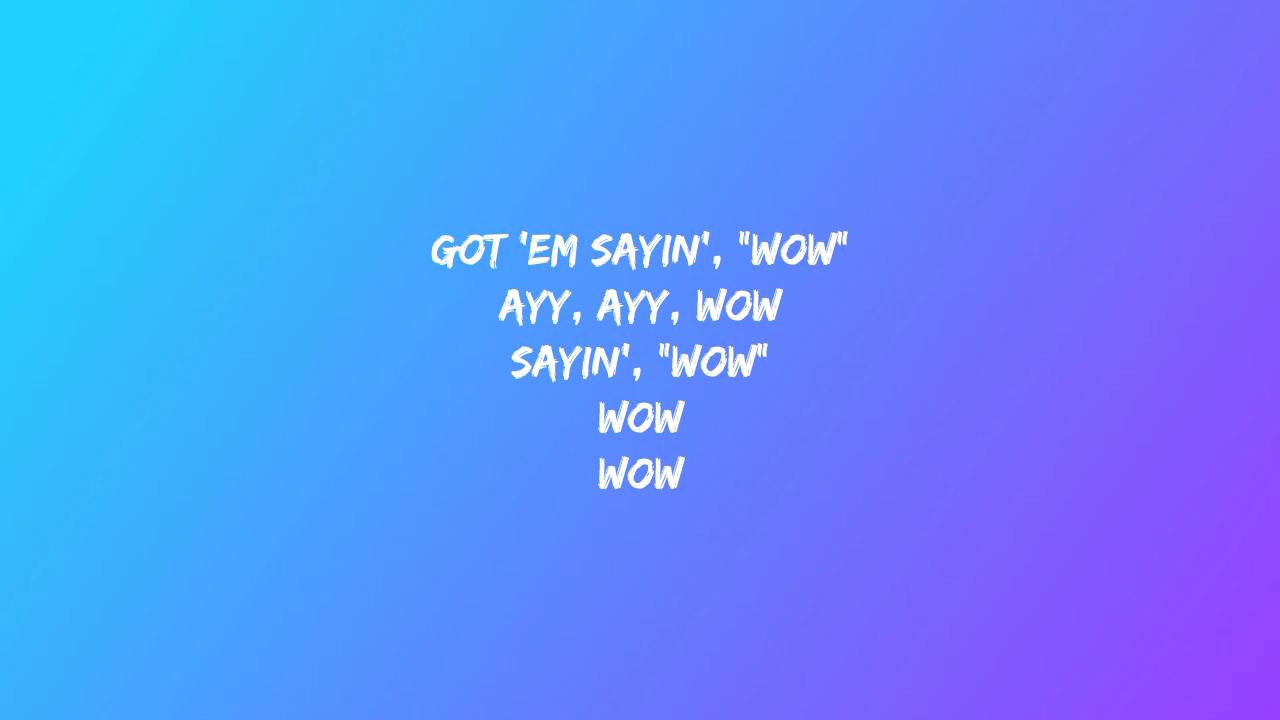 GOT 'EM SAYIN', "WOW"
AYY, AYY, WOW
SAYIN', "WOW"
WOW
WOW